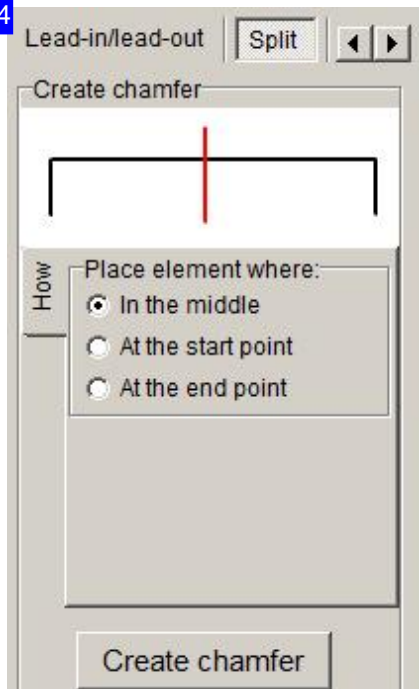 4
Lead-in/lead-out Split
Create chamfer
How
Place element where:
In the middle
At the start point
At the end point
Create chamfer